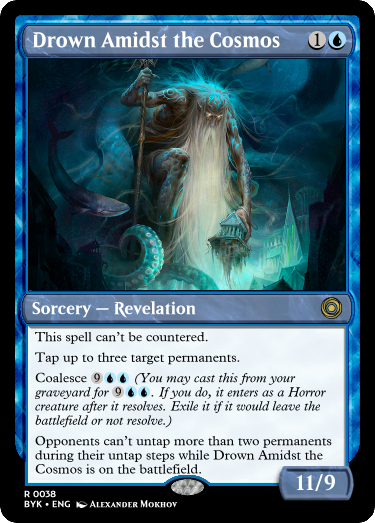 Drown Amidst the Cosmos 1
Sorcery — Revelation
This spell can't be countered.
Tap up to three target permanents.
Coalesce 9 (You may cast this from your
graveyard for 9. If you do, it enters as a Horror
creature after it resolves. Exile it if it would leave the
battlefield or not resolve.)
Opponents can't untap more than two permanents
during their untap steps while Drown Amidst the
Cosmos is on the battlefield.
11/9
R 0038
BYK • ENG Alexander Mokhov